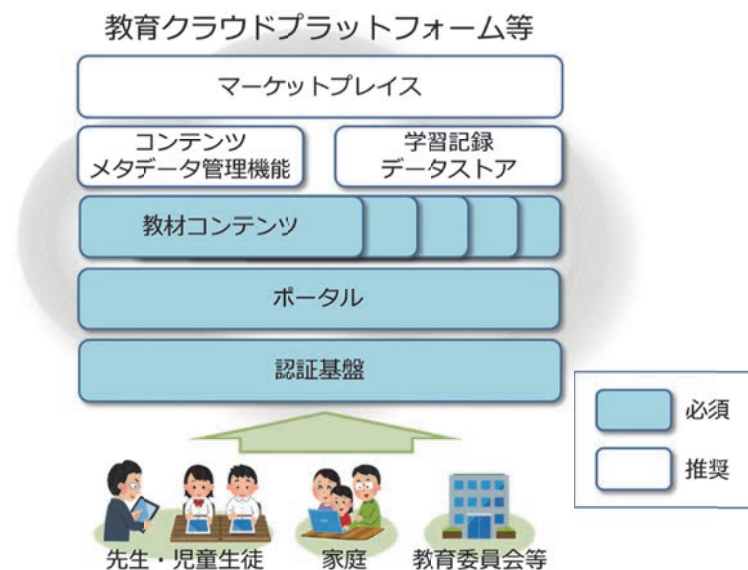 教育クラウドプラットフォーム等
マーケットプレイス
コンテンツ
メタデータ管理機能
学習記録
データストア
教材コンテンツ
ポータル
認証基盤
必須
推奨
先生・児童生徒
家庭
教育委員会等